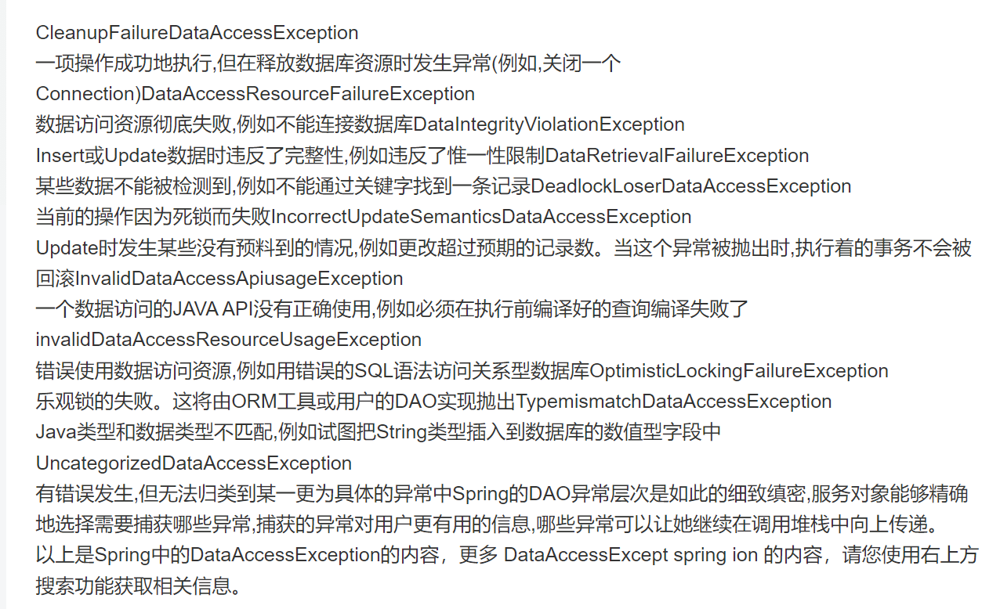 CleanupFailureDataAccessException
一项操作成功地执行,但在释放数据库资源时发生异常(例如,关闭一个
Connection)DataAccessResourceFailureException
数据访问资源彻底失败,例如不能连接数据库DataIntegrityViolationException
Insert或Update数据时违反了完整性,例如违反了惟一性限制DataRetrievalFailureException
某些数据不能被检测到,例如不能通过关键字找到一条记录DeadlockLoserDataAccessException
当前的操作因为死锁而失败IncorrectUpdateSemanticsDataAccessException
Update时发生某些没有预料到的情况,例如更改超过预期的记录数。当这个异常被抛出时,执行着的事务不会被
回滚InvalidDataAccessApiusageException
一个数据访问的JAVA API没有正确使用,例如必须在执行前编译好的查询编译失败了
invalidDataAccessResourceUsageException
错误使用数据访问资源,例如用错误的SQL语法访问关系型数据库OptimisticLockingFailureException
乐观锁的失败。这将由ORM工具或用户的DAO实现抛出TypemismatchDataAccessException
Java类型和数据类型不匹配,例如试图把String类型插入到数据库的数值型字段中
UncategorizedDataAccessException
有错误发生,但无法归类到某一更为具体的异常中Spring的DAO异常层次是如此的细致缜密,服务对象能够精确
地选择需要捕获哪些异常,捕获的异常对用户更有用的信息,哪些异常可以让她继续在调用堆栈中向上传递。
以上是Spring中的DataAccessException的内容，更多 DataAccessExcept spring ion 的内容，请您使用右上方
搜索功能获取相关信息。